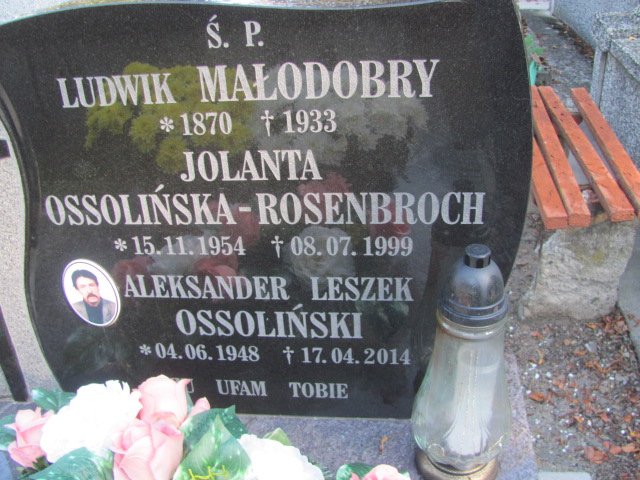 Ś. P.
LUDWIK MAŁODOBRY
* 1870 † 1933
JOLANTA
OSSOLIŃSKA-ROSENBROCH
* 15.11.1954 † 08.07.1999
ALEKSANDER LESZEK
OSSOLIŃSKI
* 04.06.1948 † 17.04.2014
UFAM TOBIE